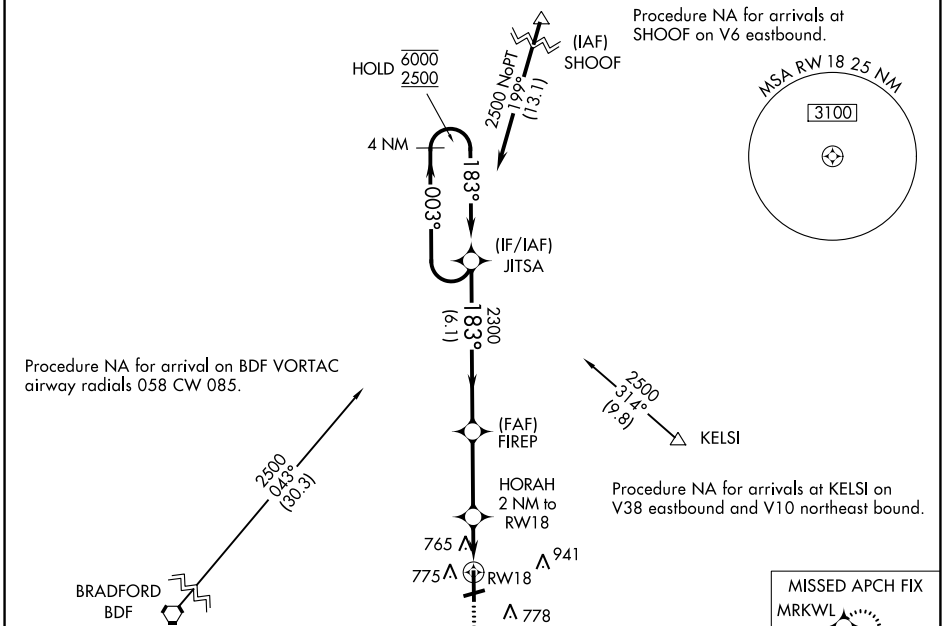 Procedure NA for arrivals at
SHOOF on V6 eastbound.
(IAF)
SHOOF
HOLD 6000
2500
2500 NoPT
199°
(13.1)
MSA RW 18 25 NM
3100
4 NM
183°
003°
(IF/IAF)
JITSA
2300
183°
(6.1)
Procedure NA for arrival on BDF VORTAC
airway radials 058 CW 085.
2500
314°
(9.8)
KELSI
(FAF)
FIREP
2500
043°
(30.3)
HORAH
2 NM to
RW18
Procedure NA for arrivals at KELSI on
V38 eastbound and V10 northeast bound.
765
941
775
RW18
BRADFORD
BDF
778
MISSED APCH FIX
MRKWL